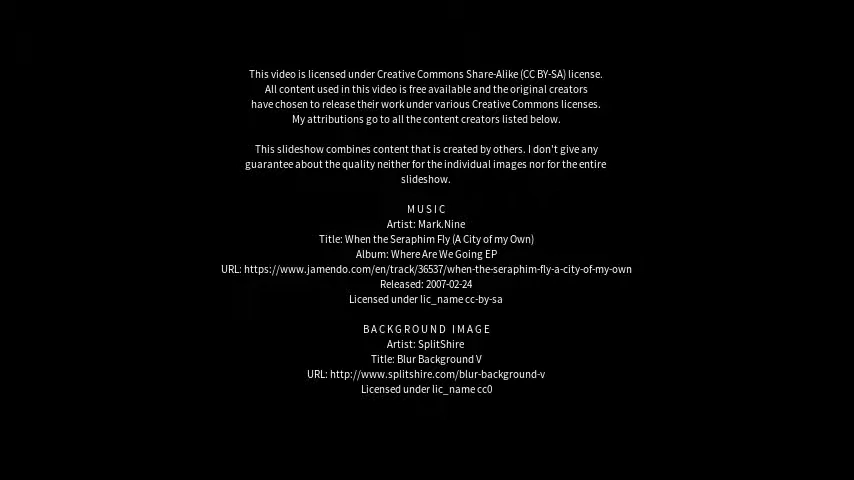 This video is licensed under Creative Commons Share-Alike (CC BY-SA) license.
All content used in this video is free available and the original creators
have chosen to release their work under various Creative Commons licenses.
My attributions go to all the content creators listed below.
This slideshow combines content that is created by others. I don't give any
guarantee about the quality neither for the individual images nor for the entire
slideshow.
MUSIC
Artist: Mark.Nine
Title: When the Seraphim Fly (A City of my Own)
Album: Where Are We Going EP
URL: https://www.jamendo.com/en/track/36537/when-the-seraphim-fly-a-city-of-my-own
Released: 2007-02-24
Licensed under lic_name cc-by-sa
BACKGROUND IMAGE
Artist: SplitShire
Title: Blur Background V
URL: http://www.splitshire.com/blur-background-v
Licensed under lic_name cc0